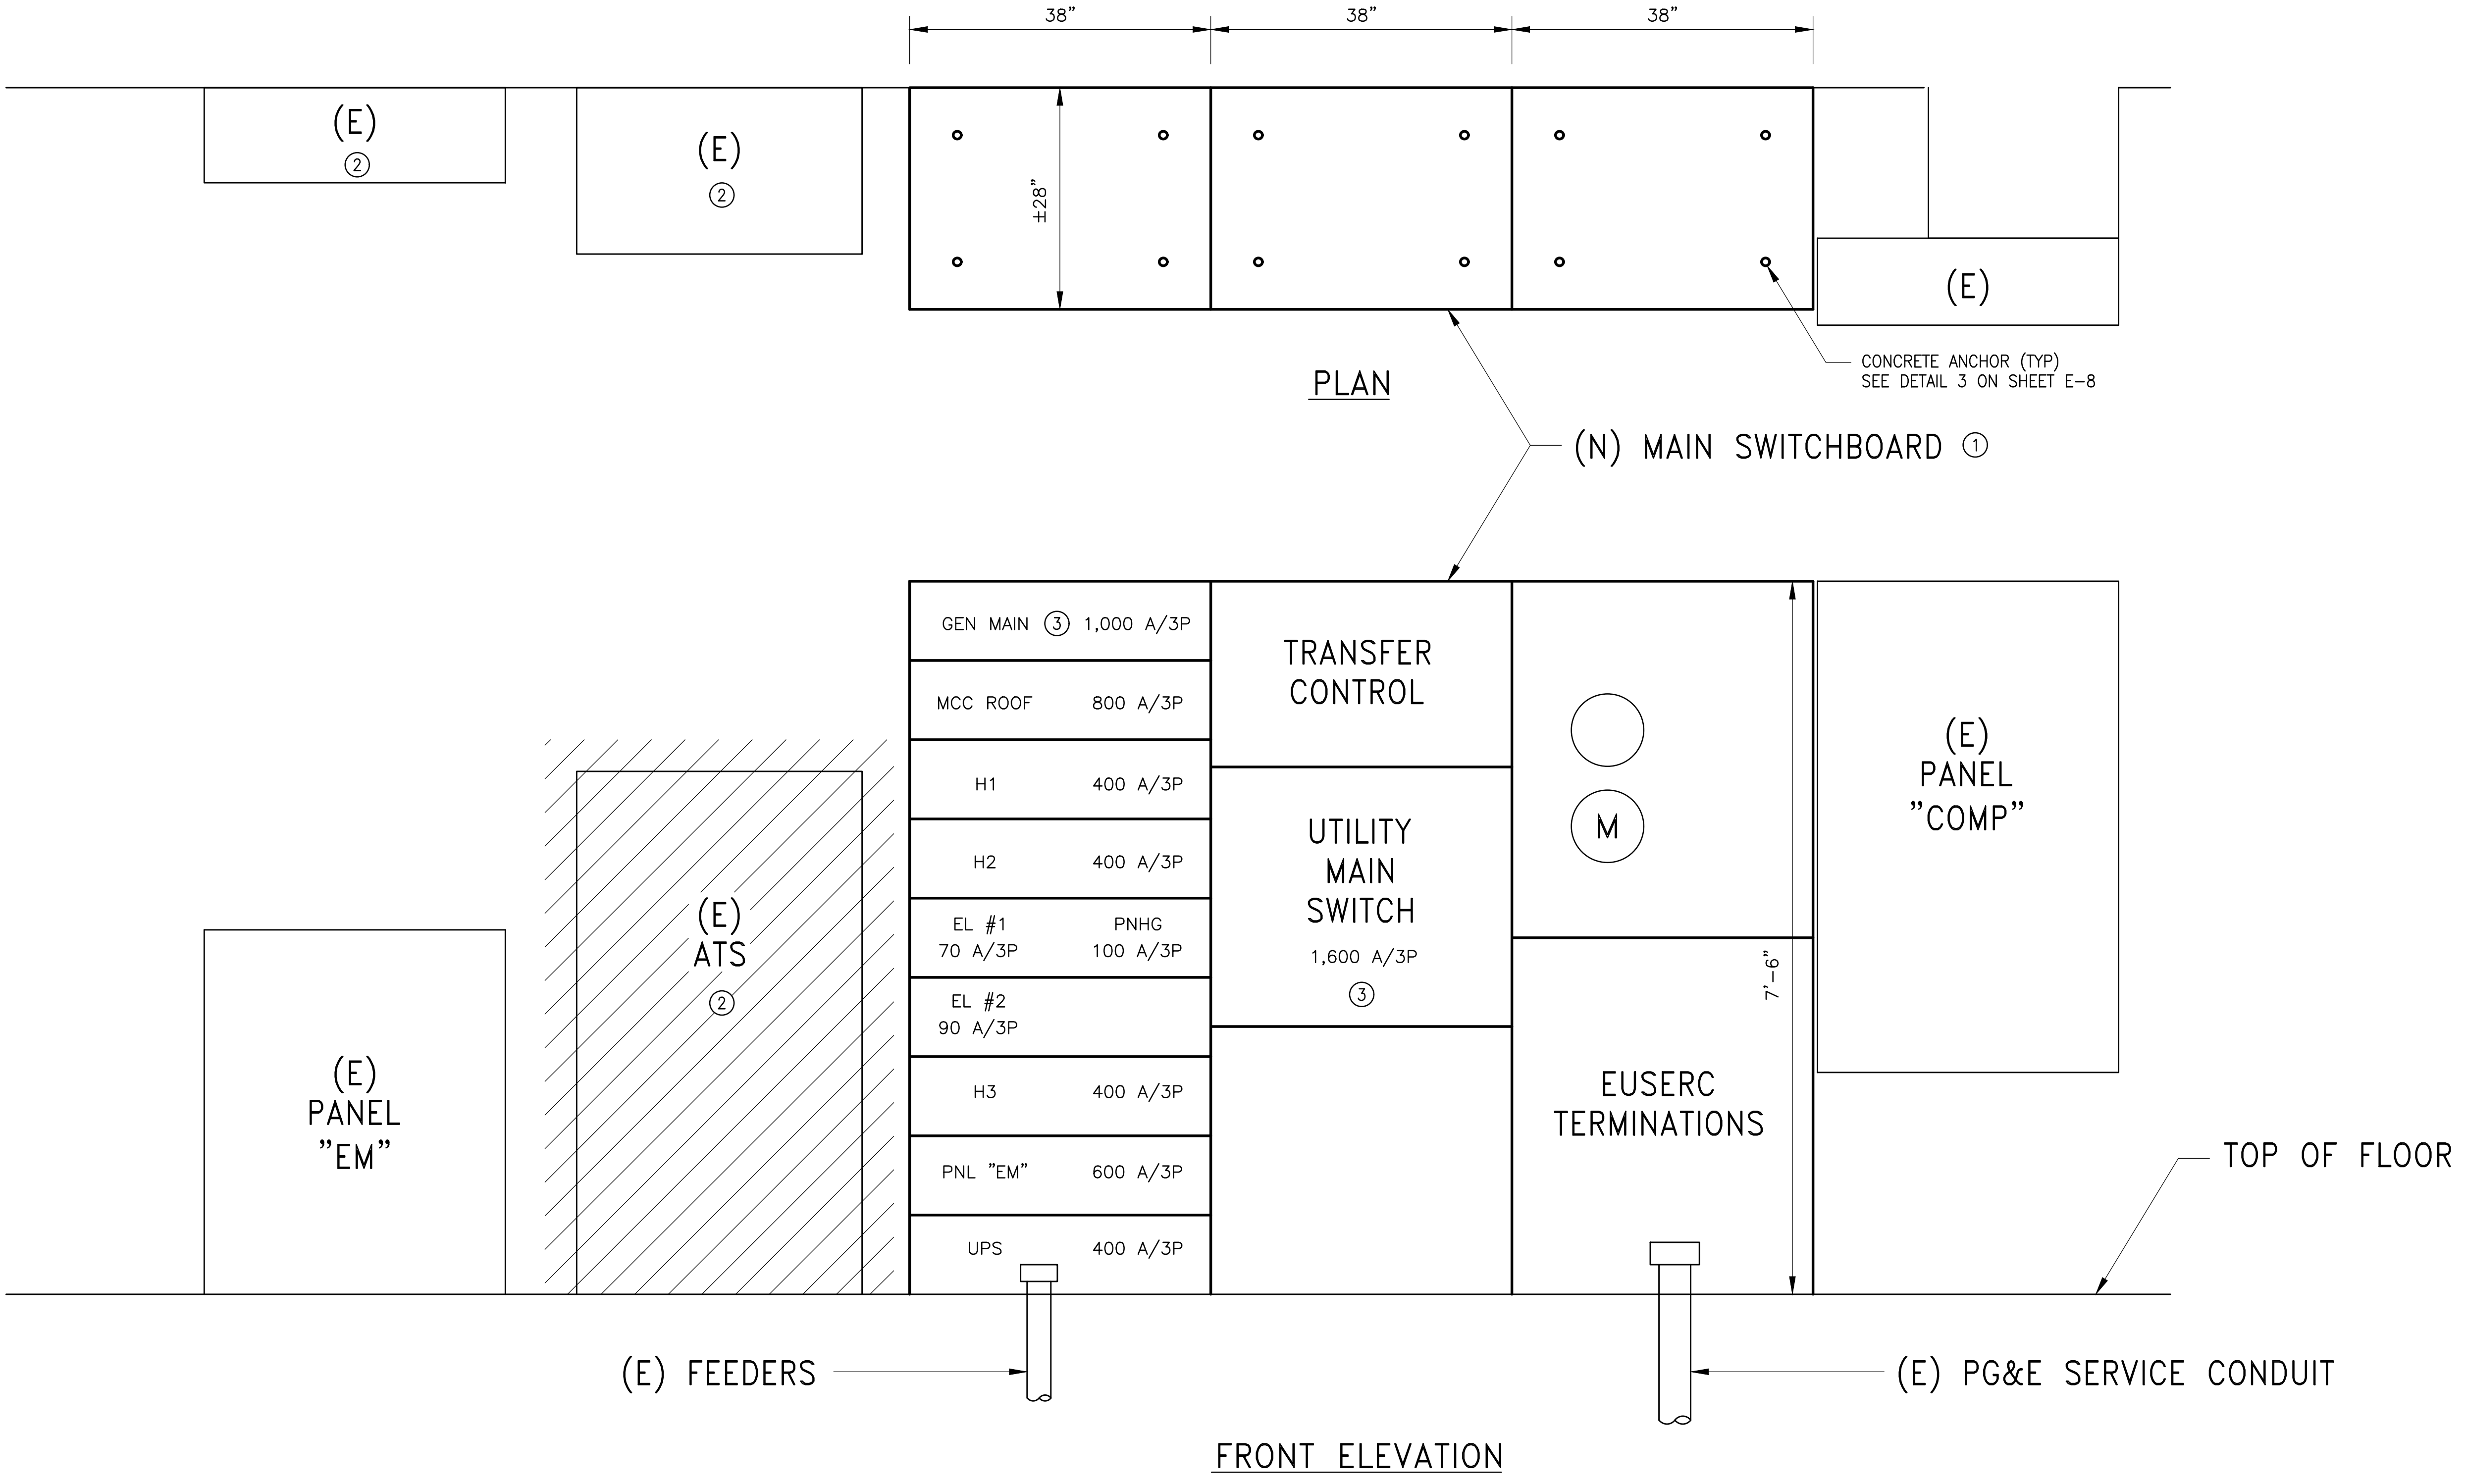 38” 38” 38”
(E)
②
(E)
②
±28”
(E)
CONCRETE ANCHOR (TYP)
SEE DETAIL 3 ON SHEET E-8
PLAN
(N) MAIN SWITCHBOARD ①
GEN MAIN ③ 1,000 A/3P
MCC ROOF 800 A/3P
H1 400 A/3P
H2 400 A/3P
EL #1 PNHG
70 A/3P 100 A/3P
EL #2
90 A/3P
H3 400 A/3P
PNL "EM" 600 A/3P
UPS 400 A/3P
TRANSFER
CONTROL
UTILITY
MAIN
SWITCH
1,600 A/3P
③
M
7'-6"
EUSERC
TERMINATIONS
(E)
PANEL
”COMP”
(E)
ATS
②
(E)
PANEL
”EM”
TOP OF FLOOR
(E) FEEDERS
(E) PG&E SERVICE CONDUIT
FRONT ELEVATION